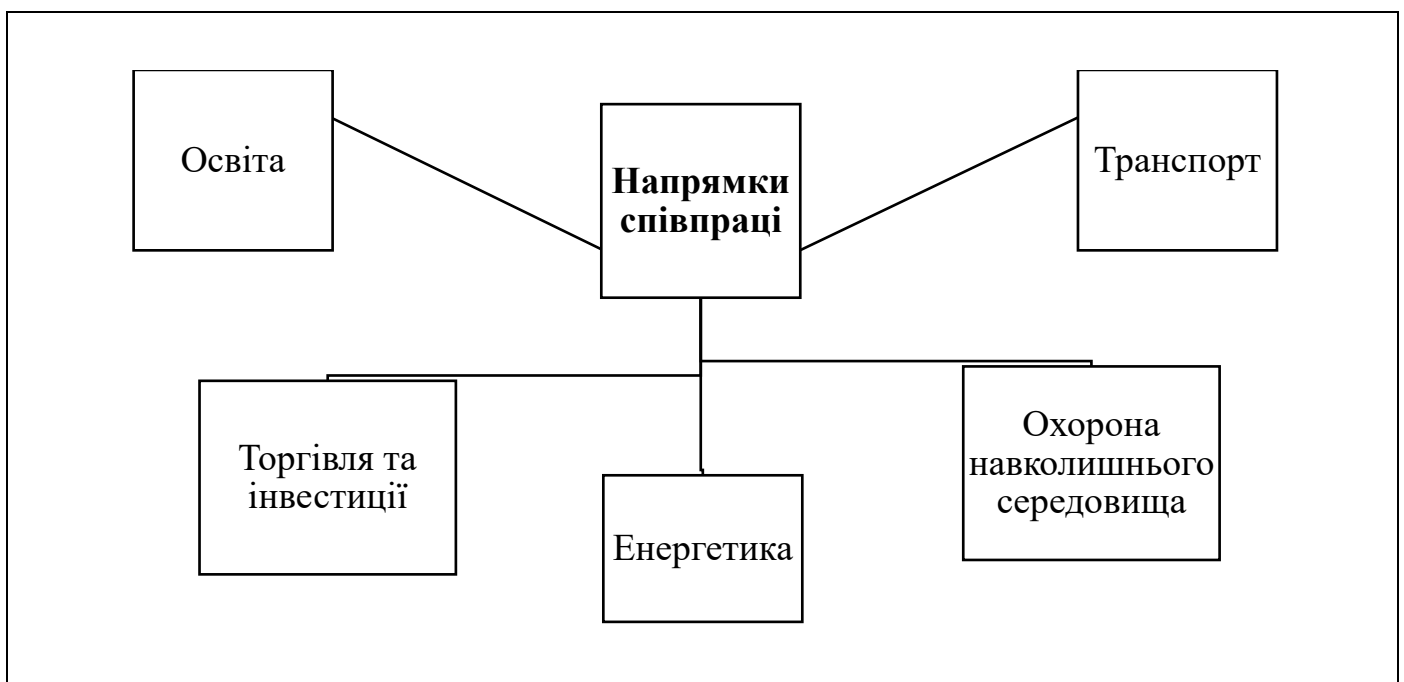 Освіта
Напрямки
співпраці
Транспорт
Торгівля та
інвестиції
Енергетика
Охорона
навколишнього
середовища